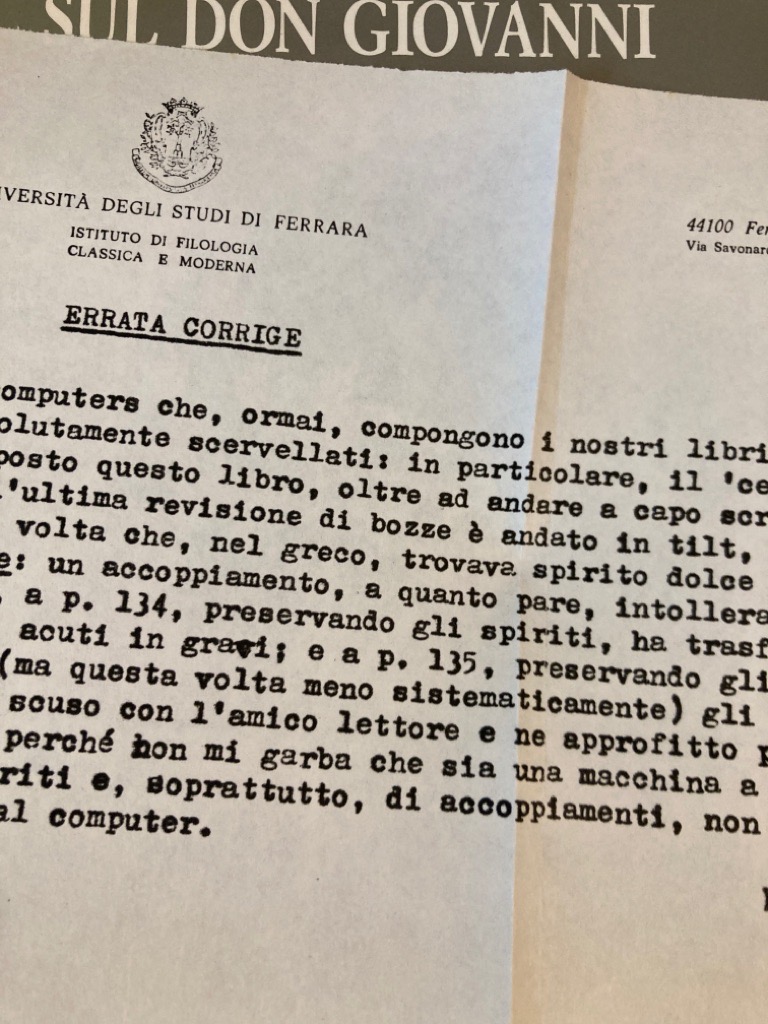 SUL DON GIOVANNI
IVERSITÀ DEGLI STUDI DI FERRARA
ISTITUTO DI FILOLOGIA
CLASSICA E MODERNA
44100 Fer
Via Savonaro
ERRATA CORRIGE
omputers che, ormai, compongono i nostri libri
olutamente scervellati: in particolare, il 'ce
posto questo libro, oltre ad andare a capo scr
l'ultima revisione di bozze è andato in tilt,
volta che, nel greco, trovava spirito dolce
e: un accoppiamento, a quanto pare, intollera
, a p. 134, preservando gli spiriti, ha trasf
acuti in gravi; e a p. 135, preservando gli
(ma questa volta meno sistematicamente) gli
scuso con l'amico lettore e ne approfitto p
perché non mi garba che sia una macchina a
riti e, soprattutto, di accoppiamenti, non
al computer.